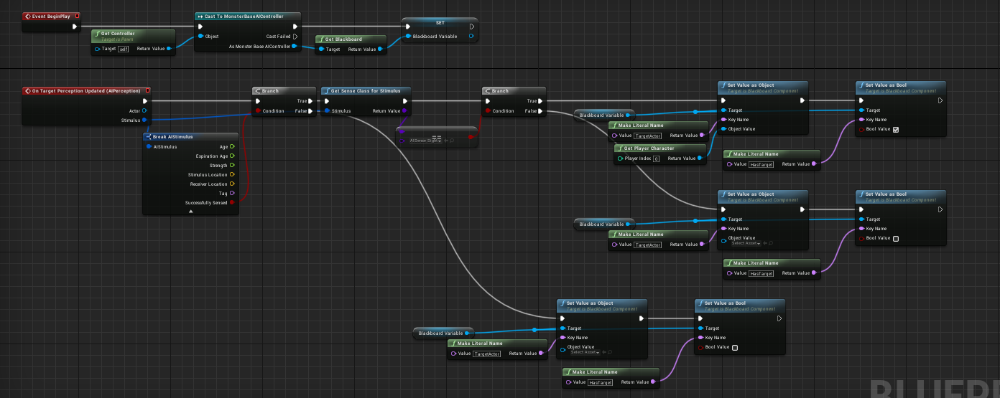 Event BeginPlay
Get Controller
Target is Pawn
Target self Return Value
Cast To MonsterBaseAIController
Object Cast Failed
As Monster Base AIController
Get Blackboard
Target Return Value
SET
Blackboard Variable
On Target Perception Updated (AIPerception)
Actor
Stimulus
Break AIStimulus
AIStimulus Age
Expiration Age
Strength
Stimulus Location
Receiver Location
Tag
Successfully Sensed
Branch
True
Condition False
Get Sense Class for Stimulus
Stimulus Return Value
==
AISense Sight
Branch
True
Condition False
Blackboard Variable
Make Literal Name
Value TargetActor Return Value
Get Player Character
Player Index 0 Return Value
Set Value as Object
Target is Blackboard Component
Target
Key Name
Object Value
Make Literal Name
Value HasTarget Return Value
Set Value as Bool
Target is Blackboard Component
Target
Key Name
Bool Value
Blackboard Variable
Make Literal Name
Value TargetActor Return Value
Set Value as Object
Target is Blackboard Component
Target
Key Name
Object Value
Select Asset
Make Literal Name
Value HasTarget Return Value
Set Value as Bool
Target is Blackboard Component
Target
Key Name
Bool Value
Blackboard Variable
Make Literal Name
Value TargetActor Return Value
Set Value as Object
Target is Blackboard Component
Target
Key Name
Object Value
Select Asset
Make Literal Name
Value HasTarget Return Value
Set Value as Bool
Target is Blackboard Component
Target
Key Name
Bool Value